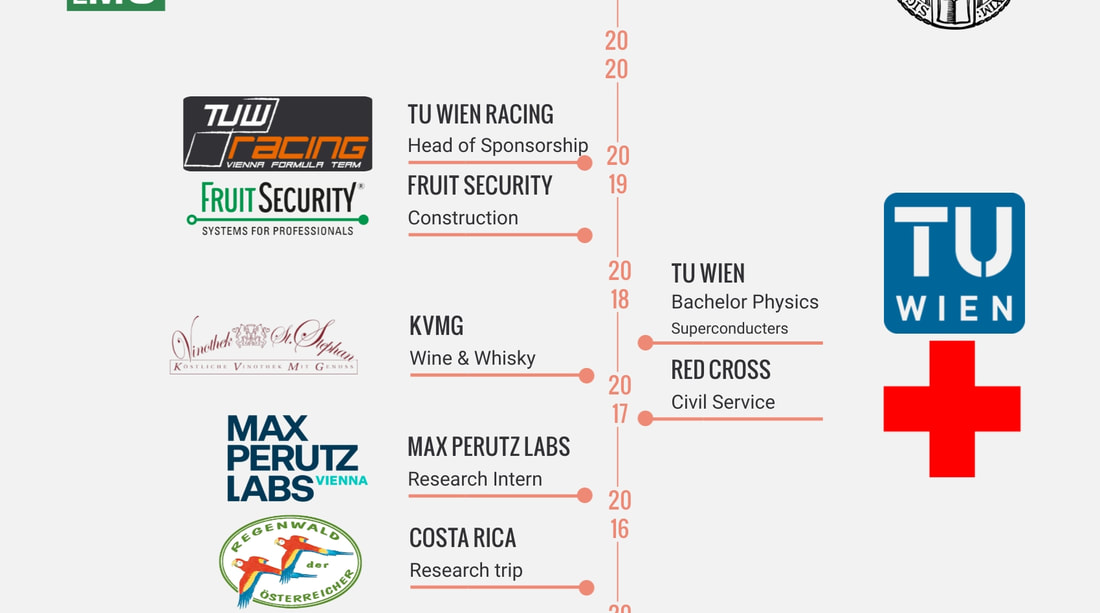 EMS
20
20
TUW
racing
VIENNA FORMULA TEAM
TU WIEN RACING
Head of Sponsorship
20
19
FRUITSECURITY®
SYSTEMS FOR PROFESSIONALS
FRUIT SECURITY
Construction
20
18
TU WIEN
Bachelor Physics
Superconducters
TU
WIEN
Vinothek St. Stephan
KÖSTLICHE VINOTHEK MIT GENUSS
KVMG
Wine & Whisky
20
17
RED CROSS
Civil Service
MAX
PERUTZ
LABS VIENNA
MAX PERUTZ LABS
Research Intern
20
16
REGENWALD
der
ÖSTERREICHER
COSTA RICA
Research trip
20